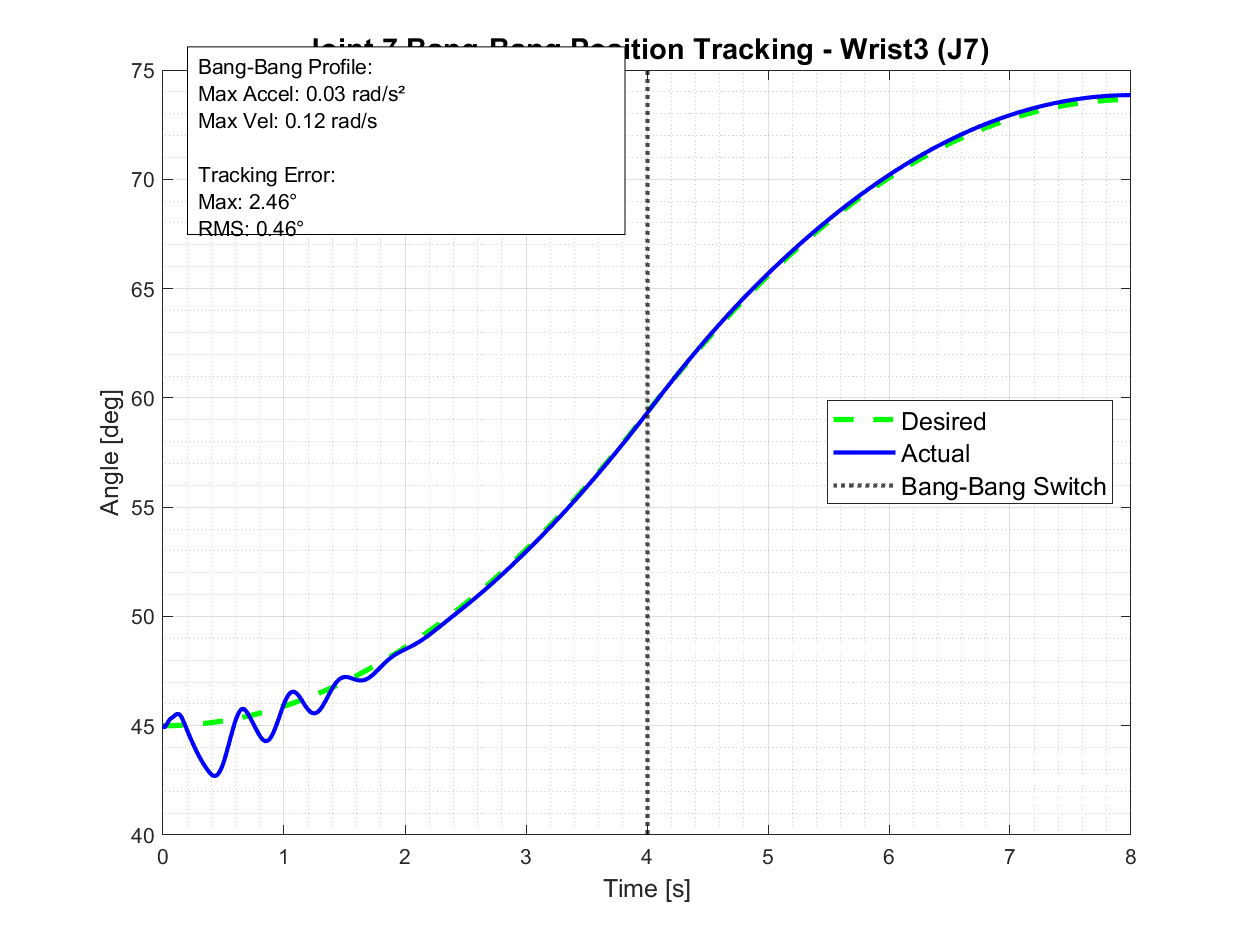 Joint 7 Bang-Bang Position Tracking - Wrist3 (J7)
Bang-Bang Profile:
Max Accel: 0.03 rad/s²
Max Vel: 0.12 rad/s
Tracking Error:
Max: 2.46°
RMS: 0.46°
75
70
65
60
55
50
45
40
Angle [deg]
Desired
Actual
Bang-Bang Switch
0 1 2 3 4 5 6 7 8
Time [s]